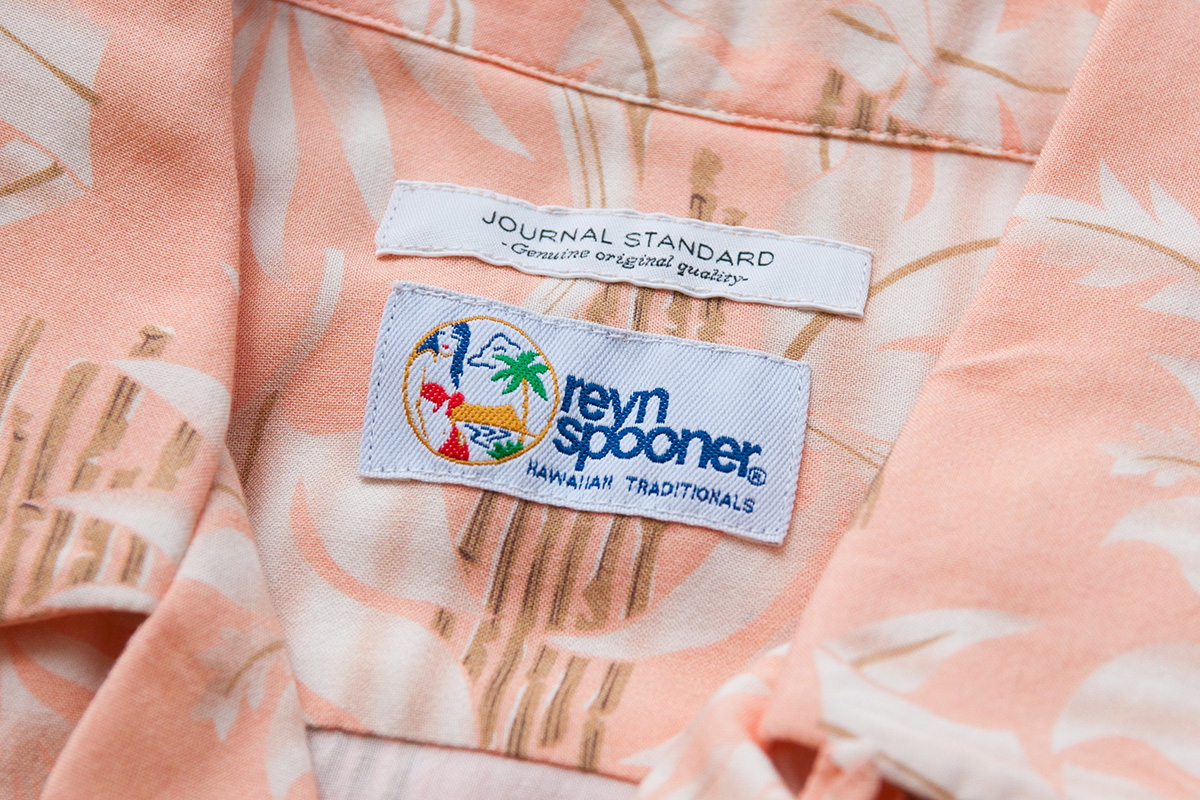 JOURNAL STANDARD
-Genuine original quality-
reyn
spooner®
HAWAIIAN TRADITIONALS